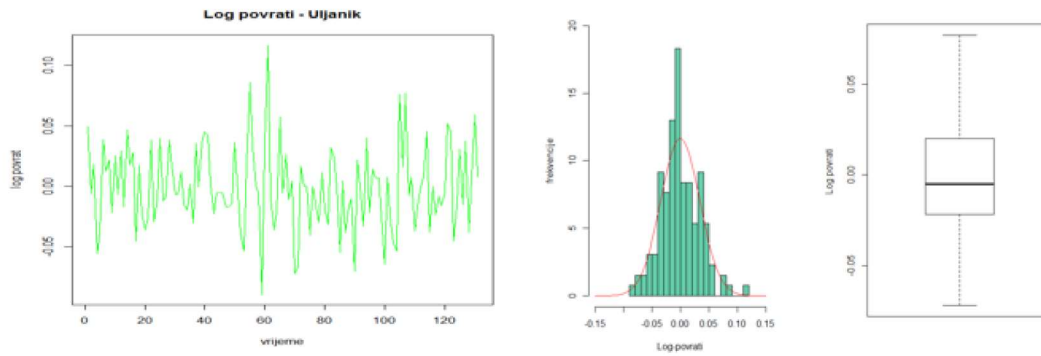 Log povrati - Uljanik
log povrat
0.10
0.05
0.00
-0.05
0 20 40 60 80 100 120
vrijeme
frekvencije
20
15
10
5
0
-0.15 -0.05 0.00 0.05 0.10 0.15
Log-povrati
Log povrati
0.05
0.00
-0.05